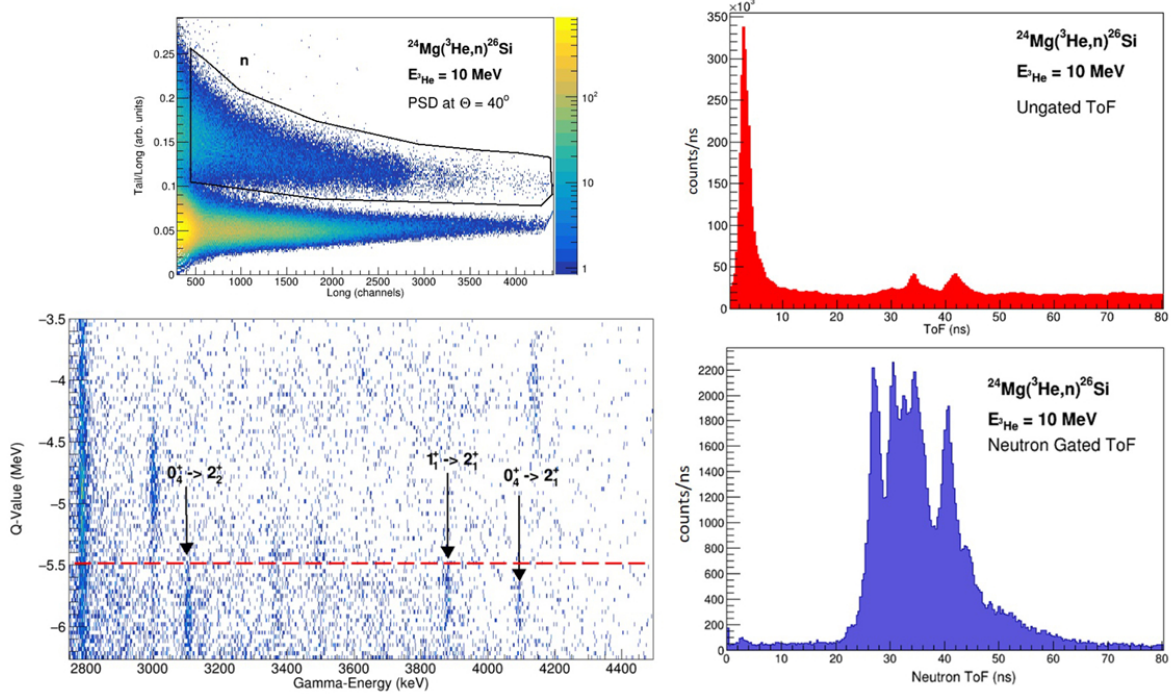 ²⁴Mg(³He,n)²⁶Si
E³He = 10 MeV
PSD at Θ = 40°
n
Tail/Long (arb. units)
0.25
0.2
0.15
0.1
0.05
0
500 1000 1500 2000 2500 3000 3500 4000
Long (channels)
10²
10
1
×10³
350
300
250
200
150
100
50
0
counts/ns
²⁴Mg(³He,n)²⁶Si
E³He = 10 MeV
Ungated ToF
0 10 20 30 40 50 60 70 80
ToF (ns)
−3.5
−4
−4.5
−5
−5.5
−6
Q-Value (MeV)
0₄⁺ -> 2₂⁺
1₁⁺ -> 2₁⁺
0₄⁺ -> 2₁⁺
2800 3000 3200 3400 3600 3800 4000 4200 4400
Gamma-Energy (keV)
2200
2000
1800
1600
1400
1200
1000
800
600
400
200
0
counts/ns
²⁴Mg(³He,n)²⁶Si
E³He = 10 MeV
Neutron Gated ToF
0 10 20 30 40 50 60 70 80
Neutron ToF (ns)